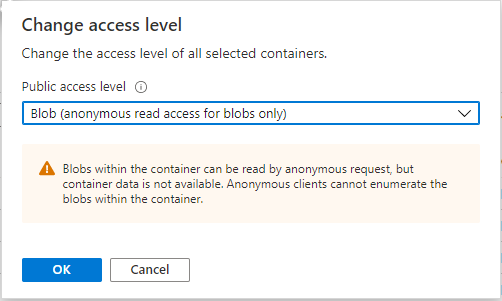 Change access level
Change the access level of all selected containers.
Public access level
Blob (anonymous read access for blobs only)
Blobs within the container can be read by anonymous request, but
container data is not available. Anonymous clients cannot enumerate the
blobs within the container.
OK
Cancel